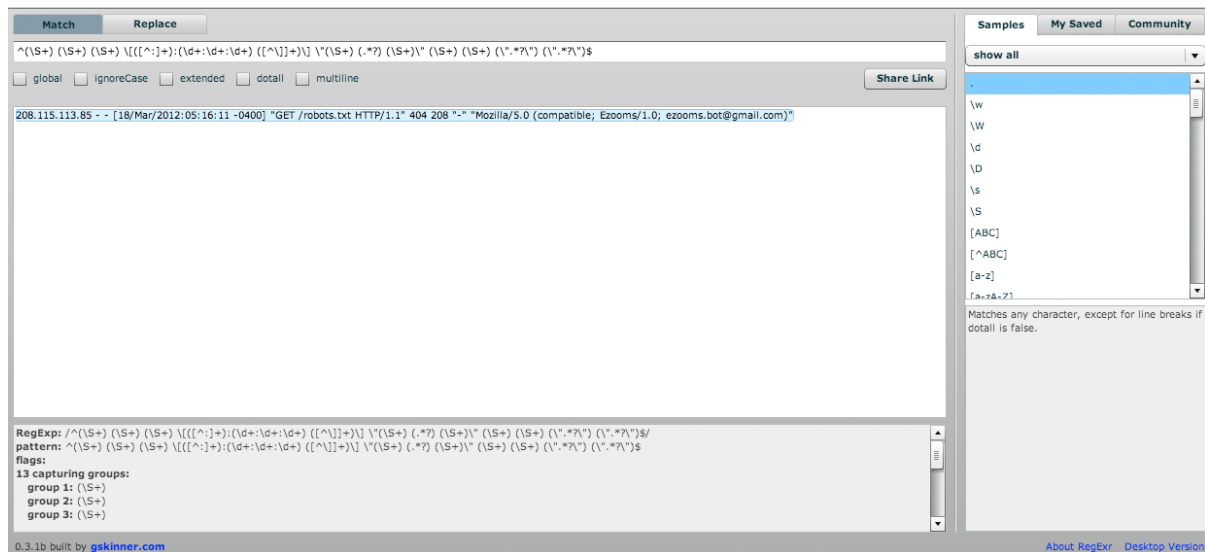 Match Replace
^(\S+) (\S+) (\S+) \[([^:]+):(\d+:\d+:\d+) ([^\]]+)\] \"(\S+) (.*?) (\S+)\" (\S+) (\S+) (\".*?\") (\".*?\")$
global ignoreCase extended dotall multiline Share Link
208.115.113.85 - - [18/Mar/2012:05:16:11 -0400] "GET /robots.txt HTTP/1.1" 404 208 "-" "Mozilla/5.0 (compatible; Ezooms/1.0; ezooms.bot@gmail.com)"
RegExp: /^(\S+) (\S+) (\S+) \[([^:]+):(\d+:\d+:\d+) ([^\]]+)\] \"(\S+) (.*?) (\S+)\" (\S+) (\S+) (\".*?\") (\".*?\")$/
pattern: ^(\S+) (\S+) (\S+) \[([^:]+):(\d+:\d+:\d+) ([^\]]+)\] \"(\S+) (.*?) (\S+)\" (\S+) (\S+) (\".*?\") (\".*?\")$
flags:
13 capturing groups:
group 1: (\S+)
group 2: (\S+)
group 3: (\S+)
0.3.1b built by gskinner.com
Samples My Saved Community
show all
.
\w
\W
\d
\D
\s
\S
[ABC]
[^ABC]
[a-z]
[a-zA-Z]
Matches any character, except for line breaks if
dotall is false.
About RegExr Desktop Version